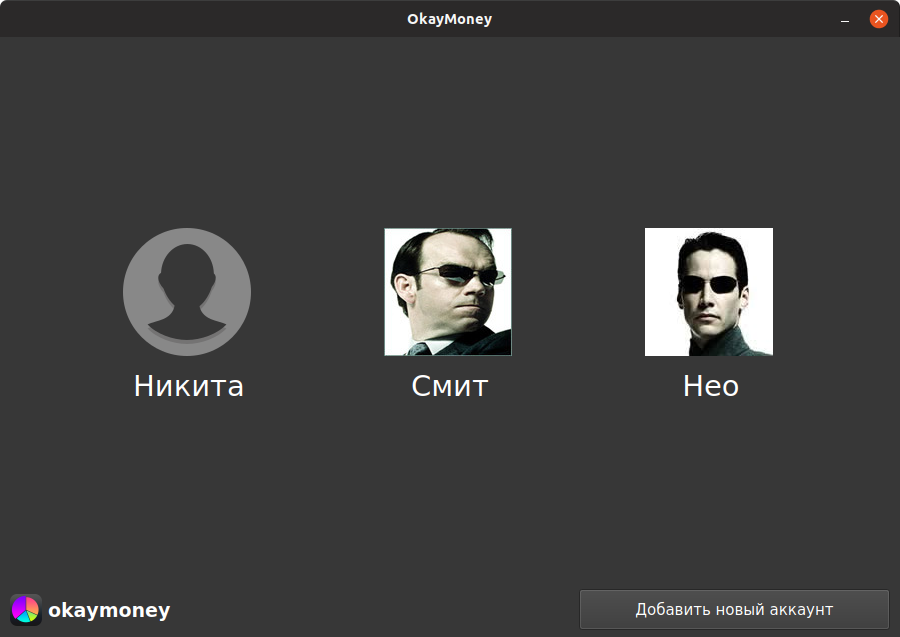 OkayMoney
Никита
Смит
Нео
okaymoney
Добавить новый аккаунт